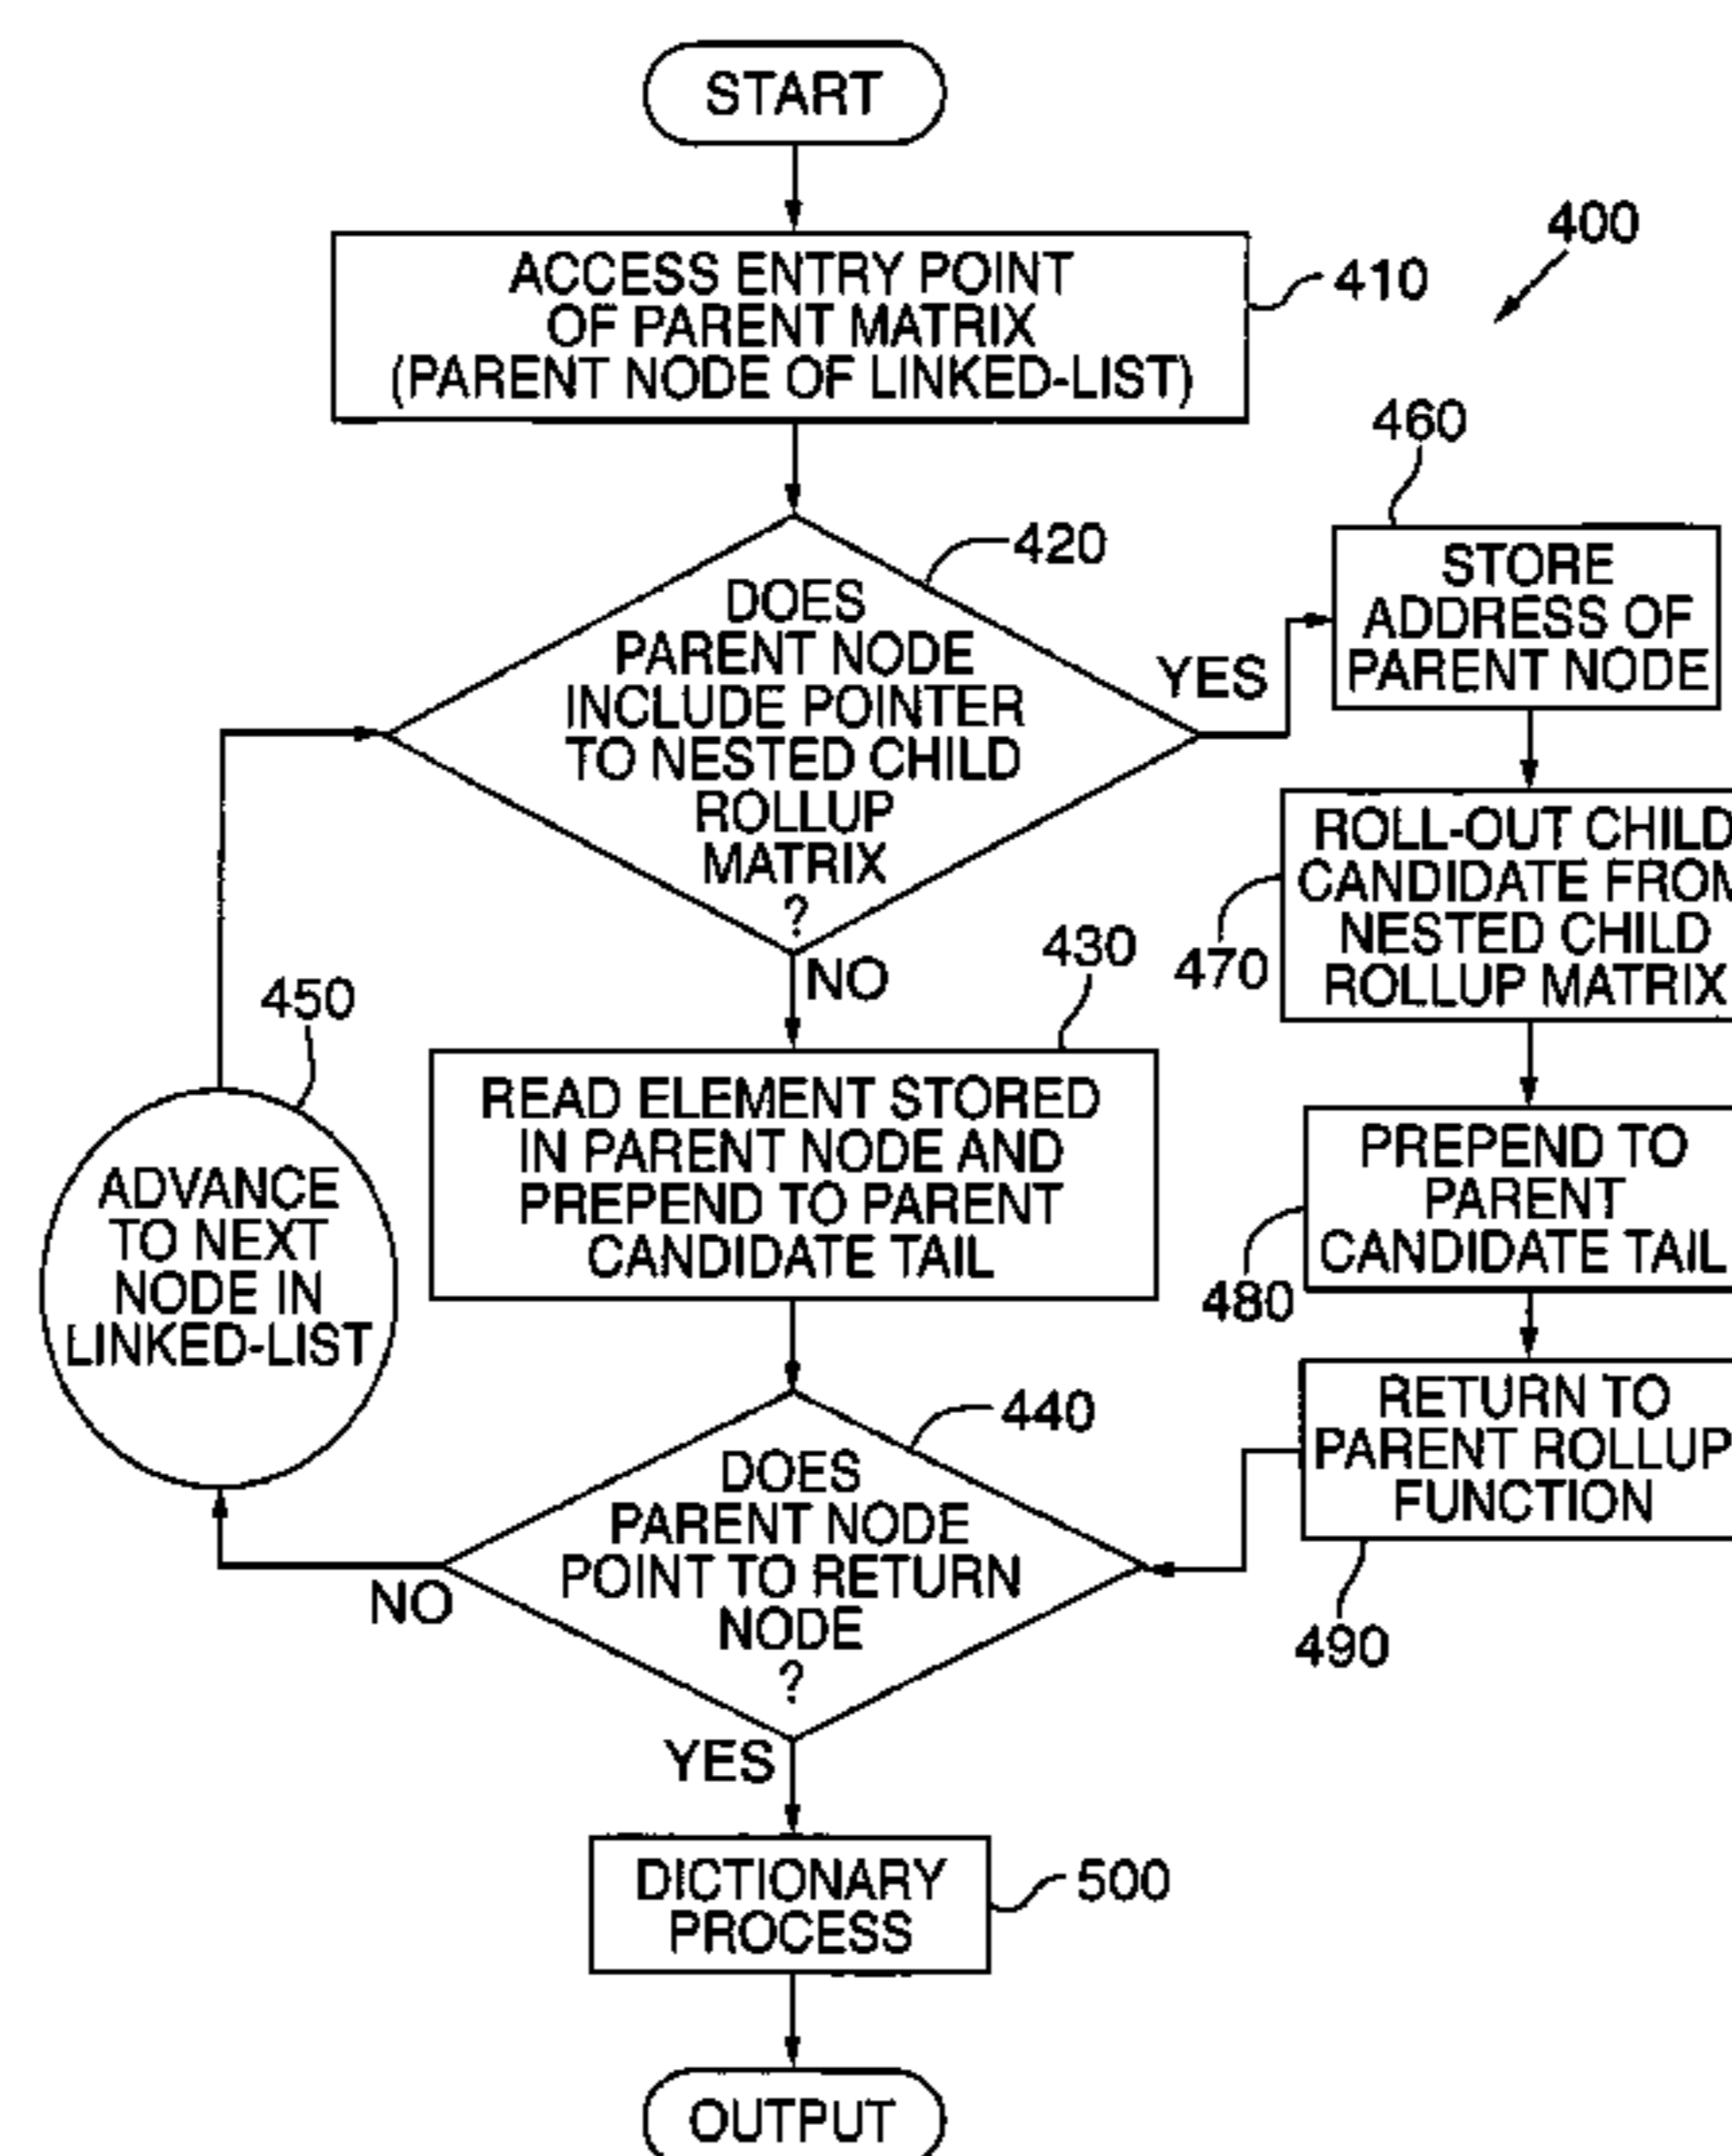 START
400
ACCESS ENTRY POINT
OF PARENT MATRIX
(PARENT NODE OF LINKED-LIST)
410
460
420
DOES
PARENT NODE
INCLUDE POINTER
TO NESTED CHILD
ROLLUP
MATRIX
?
YES
STORE
ADDRESS OF
PARENT NODE
NO
ROLL-OUT CHILD
CANDIDATE FROM
NESTED CHILD
ROLLUP MATRIX
470
430
450
READ ELEMENT STORED
IN PARENT NODE AND
PREPEND TO PARENT
CANDIDATE TAIL
PREPEND TO
PARENT
CANDIDATE TAIL
480
ADVANCE
TO NEXT
NODE IN
LINKED-LIST
440
DOES
PARENT NODE
POINT TO RETURN
NODE
?
RETURN TO
PARENT ROLLUP
FUNCTION
490
NO
YES
DICTIONARY
PROCESS
500
OUTPUT